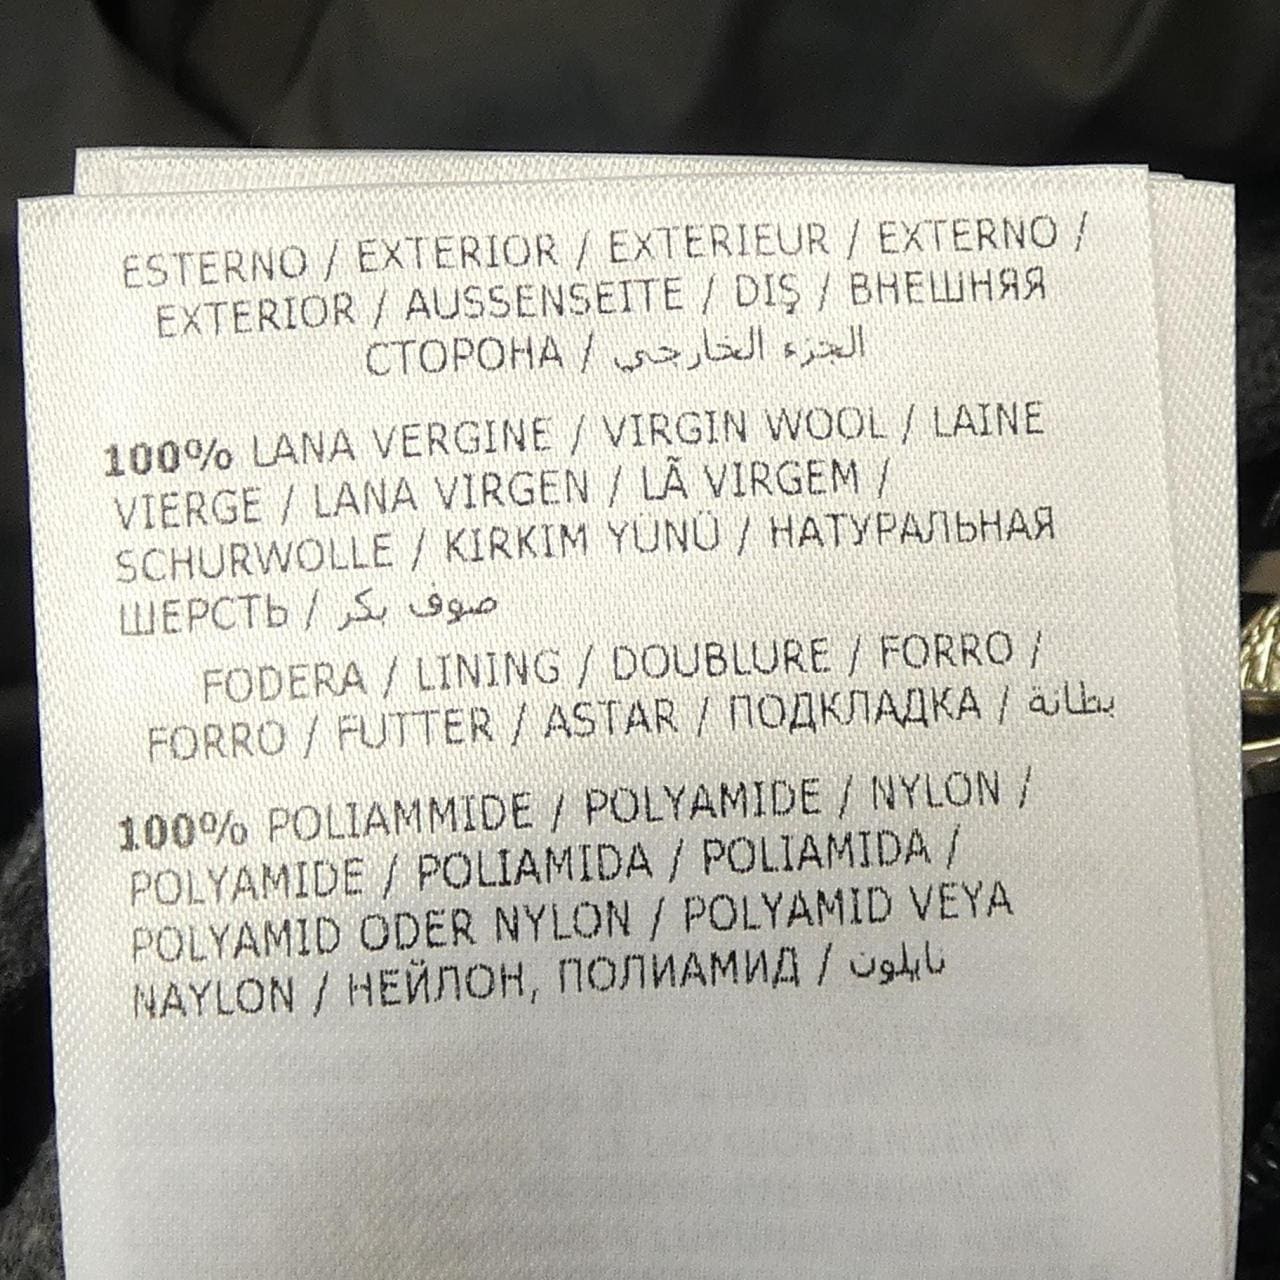 ESTERNO / EXTERIOR / EXTERIEUR / EXTERNO /
EXTERIOR / AUSSENSEITE / DIŞ / ВНЕШНЯЯ
СТОРОНА / الجزء الخارجي
100% LANA VERGINE / VIRGIN WOOL / LAINE
VIERGE / LANA VIRGEN / LÃ VIRGEM /
SCHURWOLLE / KIRKIM YÜNÜ / НАТУРАЛЬНАЯ
ШЕРСТЬ / صوف بكر
FODERA / LINING / DOUBLURE / FORRO /
FORRO / FUTTER / ASTAR / ПОДКЛАДКА / بطانة
100% POLIAMMIDE / POLYAMIDE / NYLON /
POLYAMIDE / POLIAMIDA / POLIAMIDA /
POLYAMID ODER NYLON / POLYAMID VEYA
NAYLON / НЕЙЛОН, ПОЛИАМИД / نايلون